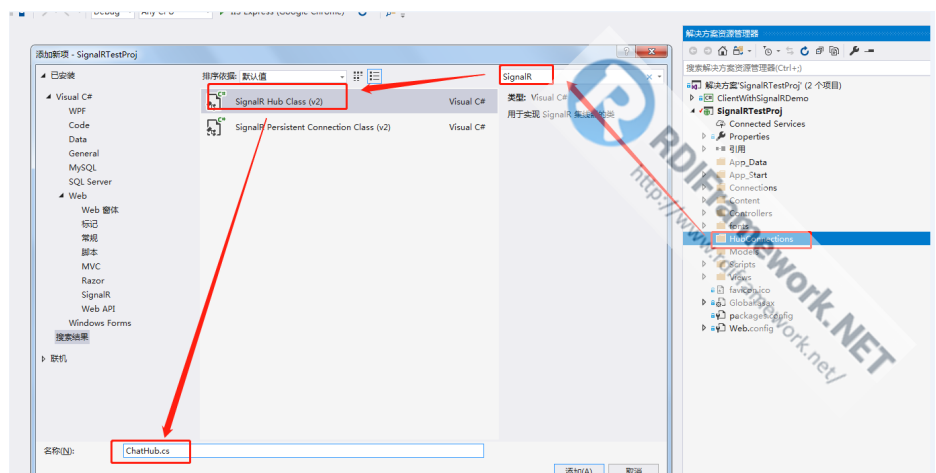 Debug Any CPU IIS Express (Google Chrome)
添加新项 - SignalRTestProj
已安装
排序依据: 默认值
SignalR
Visual C#
WPF
Code
Data
General
MySQL
SQL Server
Web
Web 窗体
标记
常规
脚本
MVC
Razor
SignalR
Web API
Windows Forms
搜索结果
联机
SignalR Hub Class (v2) Visual C#
SignalR Persistent Connection Class (v2) Visual C#
类型: Visual C#
用于实现 SignalR 集线器的类
名称(N): ChatHub.cs
添加(A) 取消
解决方案资源管理器
搜索解决方案资源管理器(Ctrl+;)
解决方案'SignalRTestProj' (2 个项目)
ClientWithSignalRDemo
SignalRTestProj
Connected Services
Properties
引用
App_Data
App_Start
Connections
Content
Controllers
fonts
HubConnections
Models
Scripts
Views
favicon.ico
Global.asax
packages.config
Web.config
RDIFramework.NET
http://www.rdiframework.net/